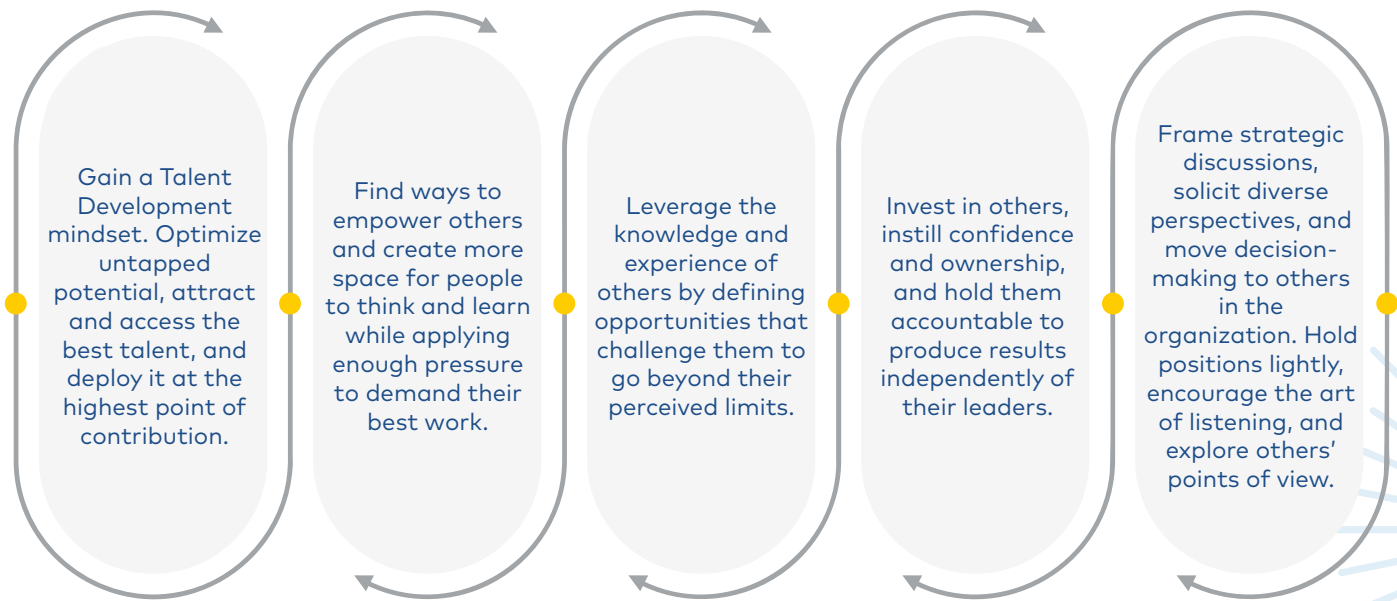 Gain a Talent
Development
mindset. Optimize
untapped
potential, attract
and access the
best talent, and
deploy it at the
highest point of
contribution.
Find ways to
empower others
and create more
space for people
to think and learn
while applying
enough pressure
to demand their
best work.
Leverage the
knowledge and
experience of
others by defining
opportunities that
challenge them to
go beyond their
perceived limits.
Invest in others,
instill confidence
and ownership,
and hold them
accountable to
produce results
independently of
their leaders.
Frame strategic
discussions,
solicit diverse
perspectives, and
move decision-
making to others
in the
organization. Hold
positions lightly,
encourage the art
of listening, and
explore others’
points of view.